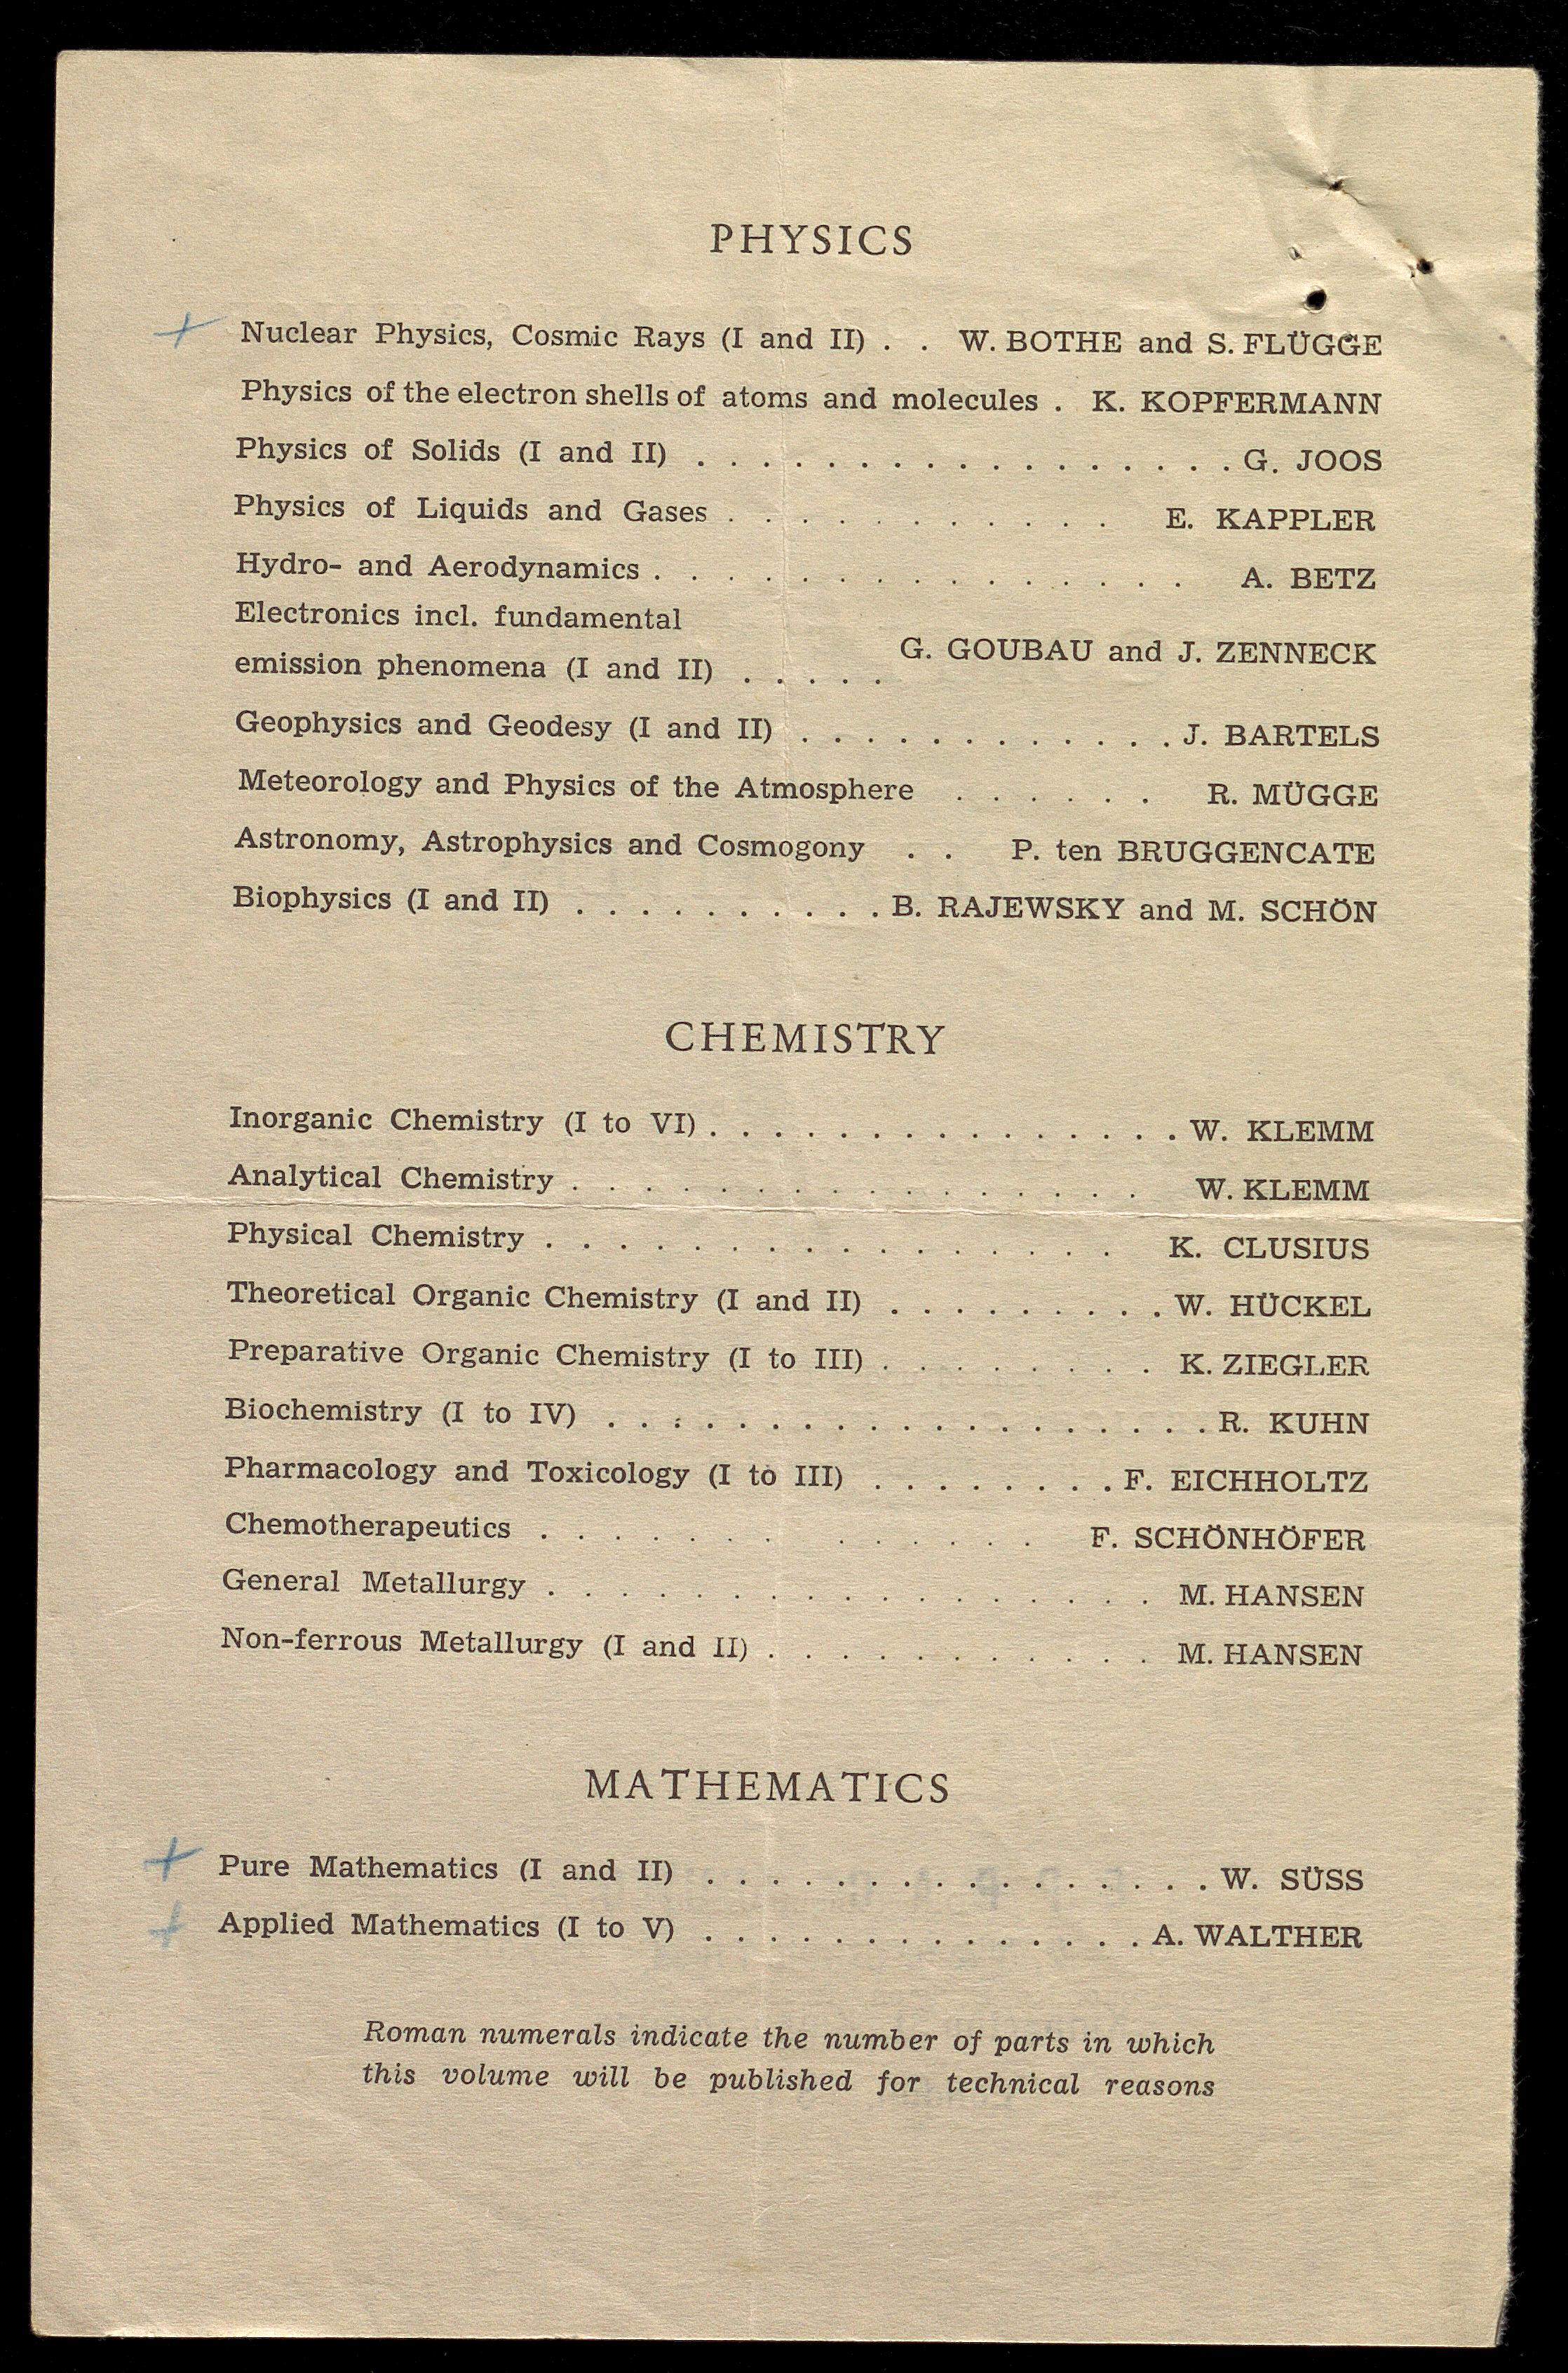 PHYSICS
+ Nuclear Physics, Cosmic Rays (I and II) . . W. BOTHE and S. FLÜGGE
Physics of the electron shells of atoms and molecules . K. KOPFERMANN
Physics of Solids (I and II) . . . . . . . . . . . . . . . . . G. JOOS
Physics of Liquids and Gases . . . . . . . . . . . . E. KAPPLER
Hydro- and Aerodynamics . . . . . . . . . . . . . . . A. BETZ
Electronics incl. fundamental
emission phenomena (I and II) . . . . . G. GOUBAU and J. ZENNECK
Geophysics and Geodesy (I and II) . . . . . . . . . . . . J. BARTELS
Meteorology and Physics of the Atmosphere . . . . . . R. MÜGGE
Astronomy, Astrophysics and Cosmogony . . P. ten BRUGGENCATE
Biophysics (I and II) . . . . . . . . . . B. RAJEWSKY and M. SCHÖN
CHEMISTRY
Inorganic Chemistry (I to VI) . . . . . . . . . . . . . . . W. KLEMM
Analytical Chemistry . . . . . . . . . . . . . . . . W. KLEMM
Physical Chemistry . . . . . . . . . . . . . . . . K. CLUSIUS
Theoretical Organic Chemistry (I and II) . . . . . . . . . W. HÜCKEL
Preparative Organic Chemistry (I to III) . . . . . . . . K. ZIEGLER
Biochemistry (I to IV) . . . . . . . . . . . . . . . . . . . R. KUHN
Pharmacology and Toxicology (I to III) . . . . . . . . F. EICHHOLTZ
Chemotherapeutics . . . . . . . . . . . . . . F. SCHÖNHÖFER
General Metallurgy . . . . . . . . . . . . . . . . . M. HANSEN
Non-ferrous Metallurgy (I and II) . . . . . . . . . . . M. HANSEN
MATHEMATICS
+ Pure Mathematics (I and II) . . . . . . . . . . . . . . . . W. SÜSS
+ Applied Mathematics (I to V) . . . . . . . . . . . . . . A. WALTHER
Roman numerals indicate the number of parts in which
this volume will be published for technical reasons